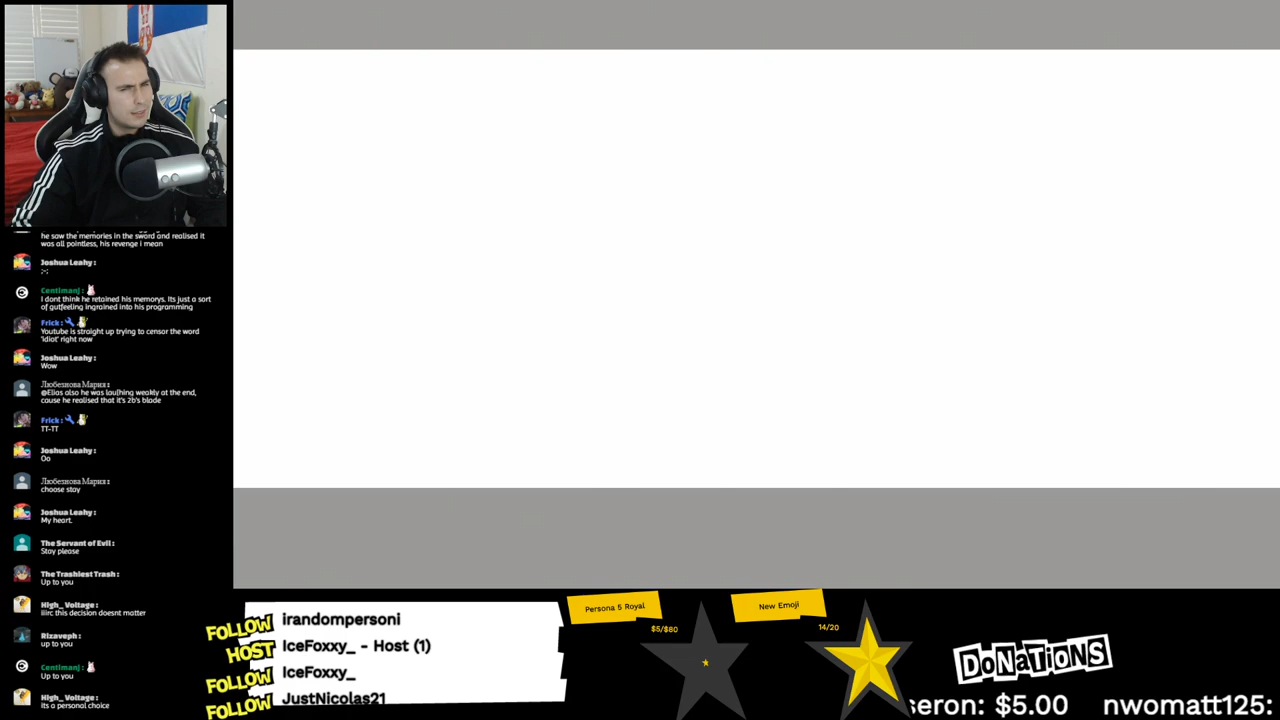 he saw the memories in the sword and realised it
was all pointless, his revenge i mean
Joshua Leahy :
;-;
Centimanj :
I dont think he retained his memorys. Its just a sort
of gutfeeling ingrained into his programming
Frick :
Youtube is straight up trying to censor the word
'idiot' right now
Joshua Leahy :
Wow
Любезнова Мария :
@Elias also he was lauJhing weakly at the end,
cause he realised that it's 2b's blade
Frick :
TT-TT
Joshua Leahy :
Oo
Любезнова Мария :
choose stay
Joshua Leahy :
My heart.
The Servant of Evil :
Stay please
The Trashiest Trash :
Up to you
High_Voltage :
iiirc this decision doesnt matter
Rizaveph :
up to you
Centimanj :
Up to you
High_Voltage :
Its a personal choice
FOLLOW irandompersoni
HOST IceFoxxy_ - Host (1)
FOLLOW IceFoxxy_
FOLLOW JustNicolas21
Persona 5 Royal
$5/$80
New Emoji
14/20
DoNaTiONS
seron: $5.00 nwomatt125: